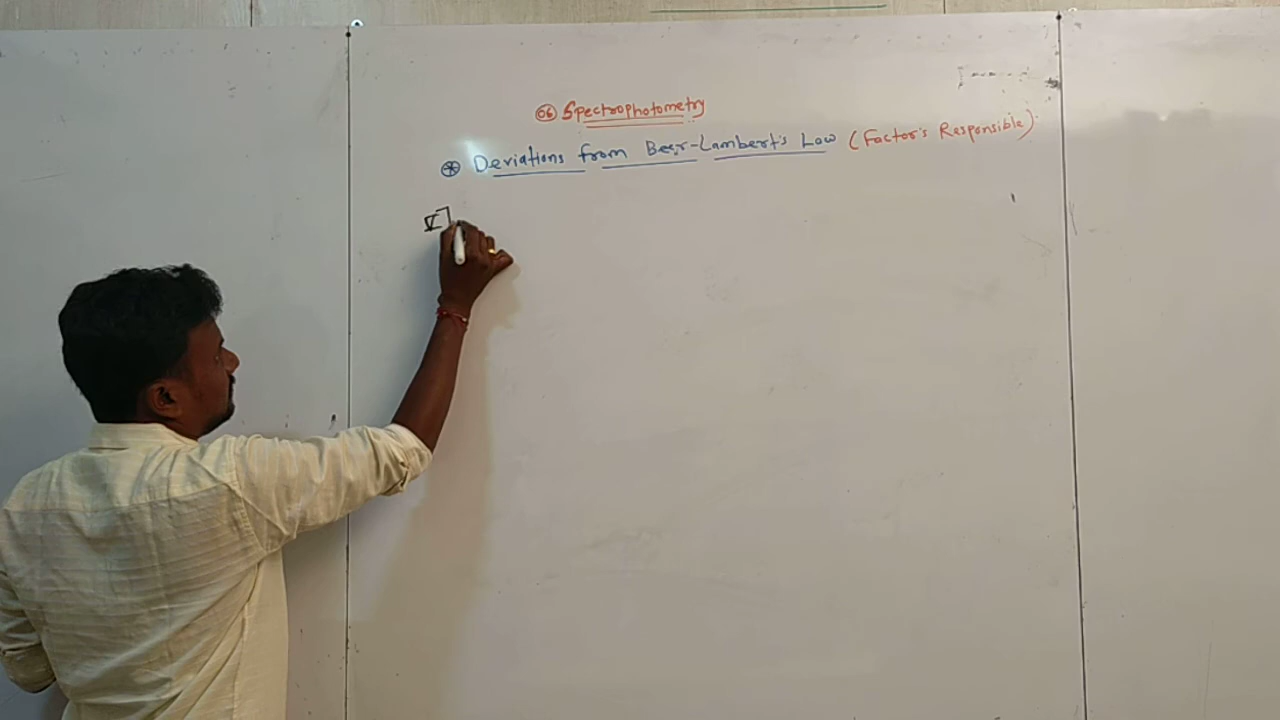 06 Spectrophotometry
Deviations from Beer-Lambert's Law (Factor's Responsible)
V]